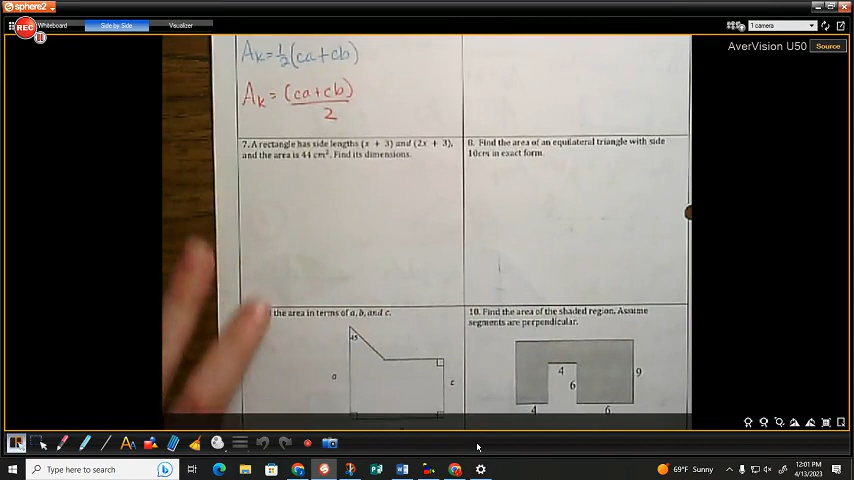 sphere2
REC
Whiteboard
Side by Side
Visualizer
1 camera
AverVision U50
Source
Ak = 1/2 (ca + cb)
Ak = (ca + cb)
2
7. A rectangle has side lengths (x + 3) and (2x + 3),
and the area is 44 cm². Find its dimensions.
8. Find the area of an equilateral triangle with side
10cm in exact form.
the area in terms of a, b, and c.
45
a
c
10. Find the area of the shaded region. Assume
segments are perpendicular.
4
6
9
4
6
Type here to search
69°F Sunny
12:01 PM
4/13/2023